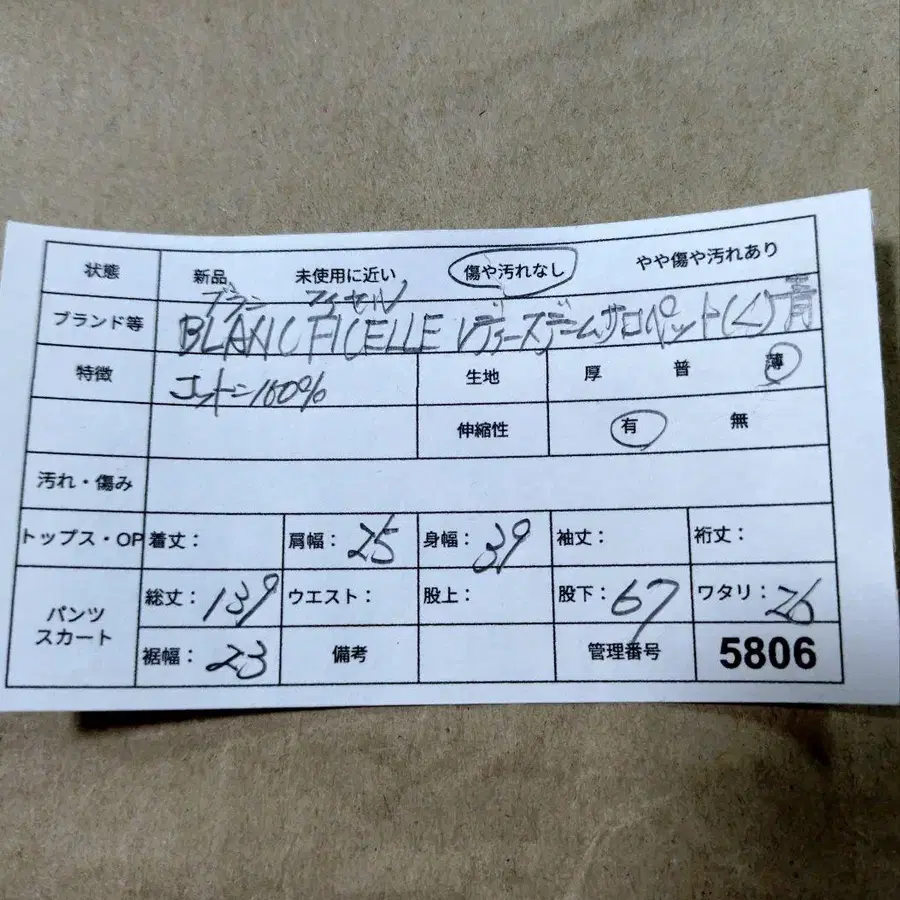 状態 新品 未使用に近い 傷や汚れなし やや傷や汚れあり
ブラン フィセル
ブランド等 BLANC FICELLE レディースデニムサロペット(く) 青
特徴 コットン100% 生地 厚 普 薄
伸縮性 有 無
汚れ・傷み
トップス・OP 着丈： 肩幅：25 身幅：39 袖丈： 裄丈：
パンツ スカート 総丈：139 ウエスト： 股上： 股下：67 ワタリ：26
裾幅：23 備考 管理番号 5806